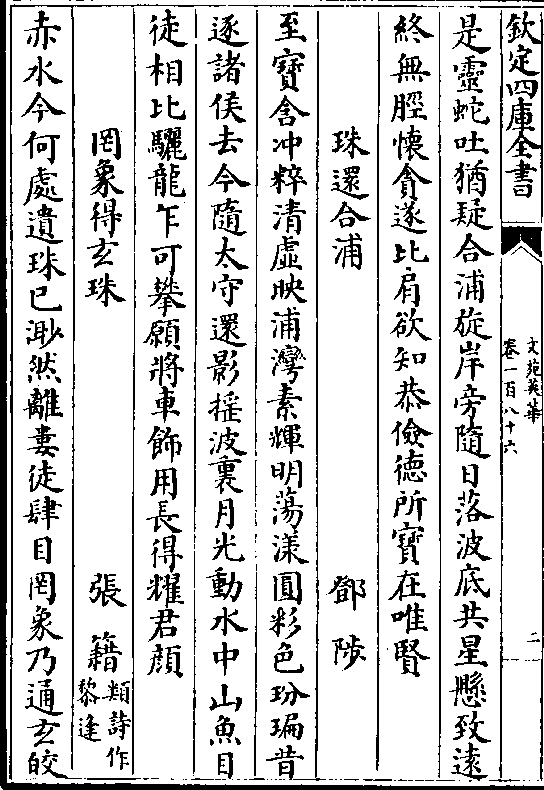 欽定四庫全書
文苑英華
卷一百八十六
二
是靈蛇吐猶疑合浦旋岸旁隨日落波底共星懸致遠
終無脛懷貪遂比肩欲知恭儉徳所寶在唯賢
珠還合浦 鄧陟
至寶含冲粹清虛映浦灣素輝明蕩漾圓彩色玢㻞昔
逐諸侯去今隨太守還影揺波裏月光動水中山魚目
徒相比驪龍乍可攀願將車飾用長得耀君顔
罔象得玄珠 張籍
類詩作
黎逢
赤水今何處遺珠已渺然離婁徒肆目罔象乃通玄皎